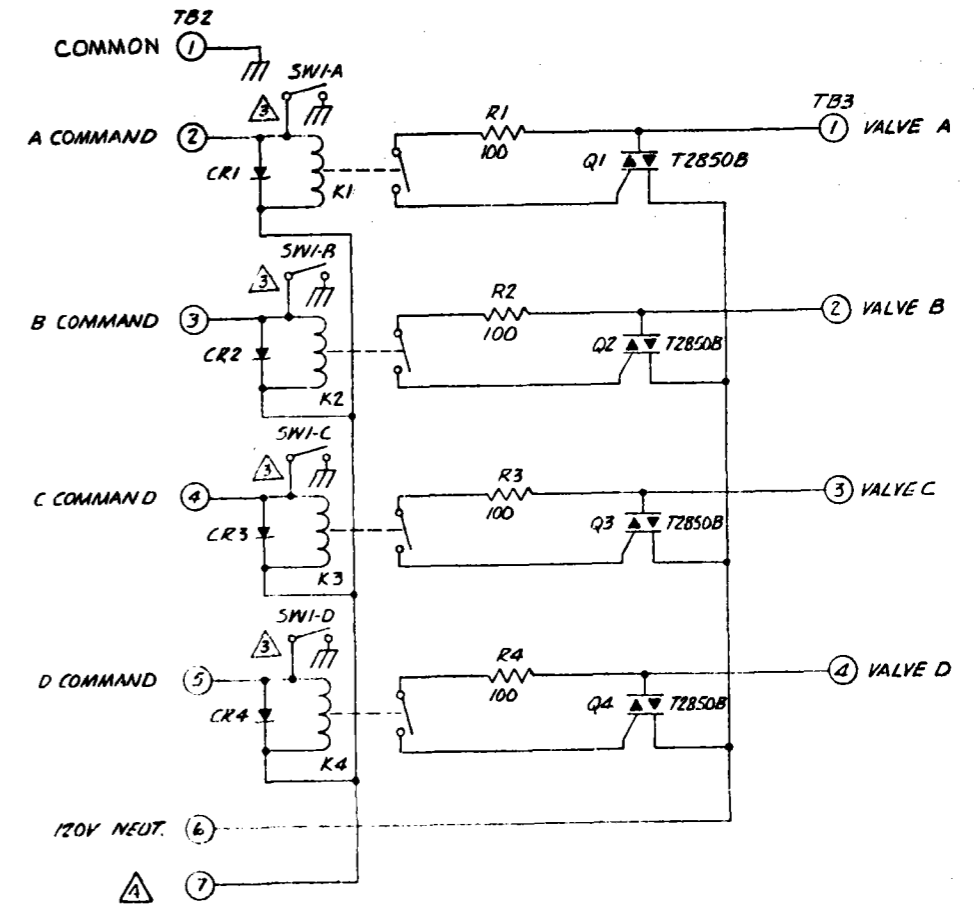 TB2
COMMON 1
SW1-A
3
TB3
A COMMAND 2
R1
100
1 VALVE A
CR1
K1
Q1 T2850B
SW1-B
3
B COMMAND 3
R2
100
2 VALVE B
CR2
K2
Q2 T2850B
SW1-C
3
C COMMAND 4
R3
100
3 VALVE C
CR3
K3
Q3 T2850B
SW1-D
3
D COMMAND 5
R4
100
4 VALVE D
CR4
K4
Q4 T2850B
120V NEUT. 6
7